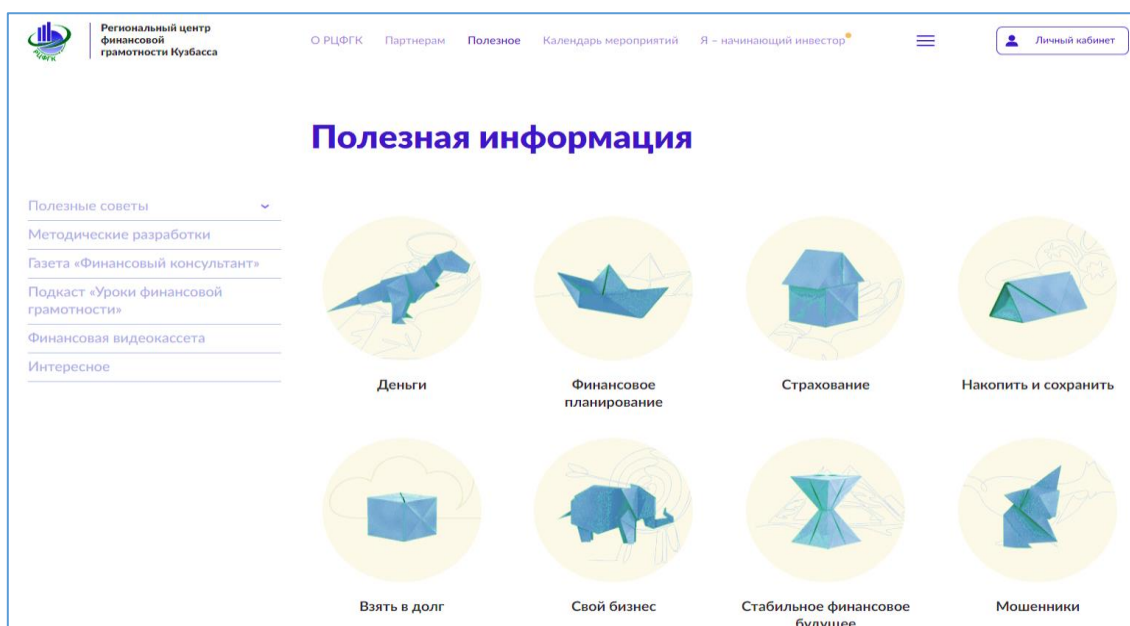 Региональный центр
финансовой
грамотности Кузбасса
РЦФГК
О РЦФГК Партнерам Полезное Календарь мероприятий Я – начинающий инвестор
Личный кабинет
Полезная информация
Полезные советы
Методические разработки
Газета «Финансовый консультант»
Подкаст «Уроки финансовой
грамотности»
Финансовая видеокассета
Интересное
Деньги
Финансовое
планирование
Страхование
Накопить и сохранить
Взять в долг
Свой бизнес
Стабильное финансовое
будущее
Мошенники